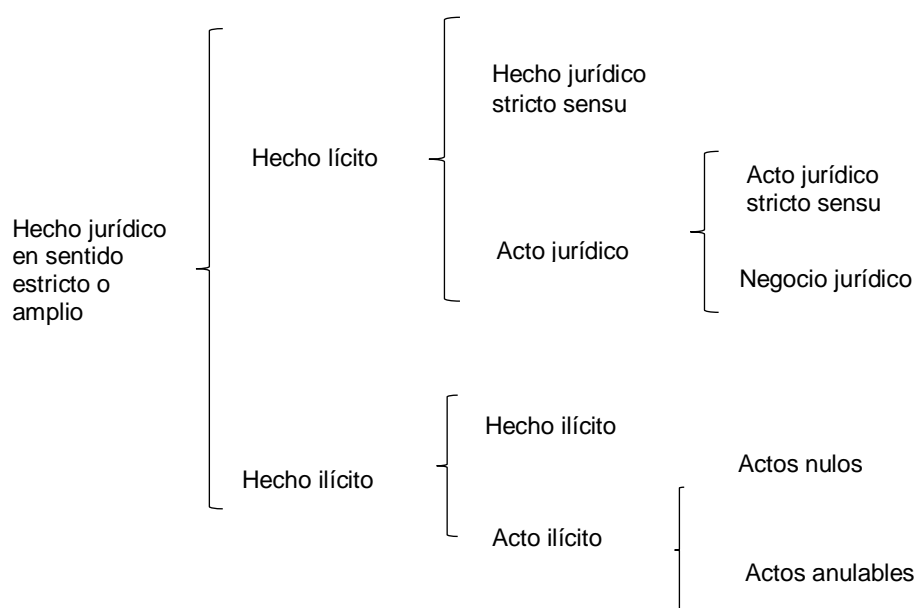 Hecho jurídico
en sentido
estricto o
amplio
Hecho lícito
Hecho jurídico
stricto sensu
Acto jurídico
Acto jurídico
stricto sensu
Negocio jurídico
Hecho ilícito
Hecho ilícito
Acto ilícito
Actos nulos
Actos anulables